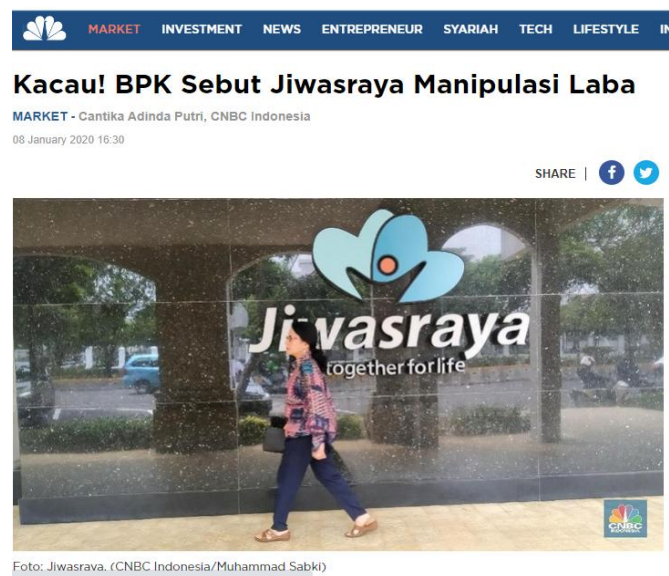 MARKET INVESTMENT NEWS ENTREPRENEUR SYARIAH TECH LIFESTYLE
Kacau! BPK Sebut Jiwasraya Manipulasi Laba
MARKET - Cantika Adinda Putri, CNBC Indonesia
08 January 2020 16:30
SHARE |
Jiwasraya
together for life
CNBC
INDONESIA
Foto: Jiwasraya. (CNBC Indonesia/Muhammad Sabki)